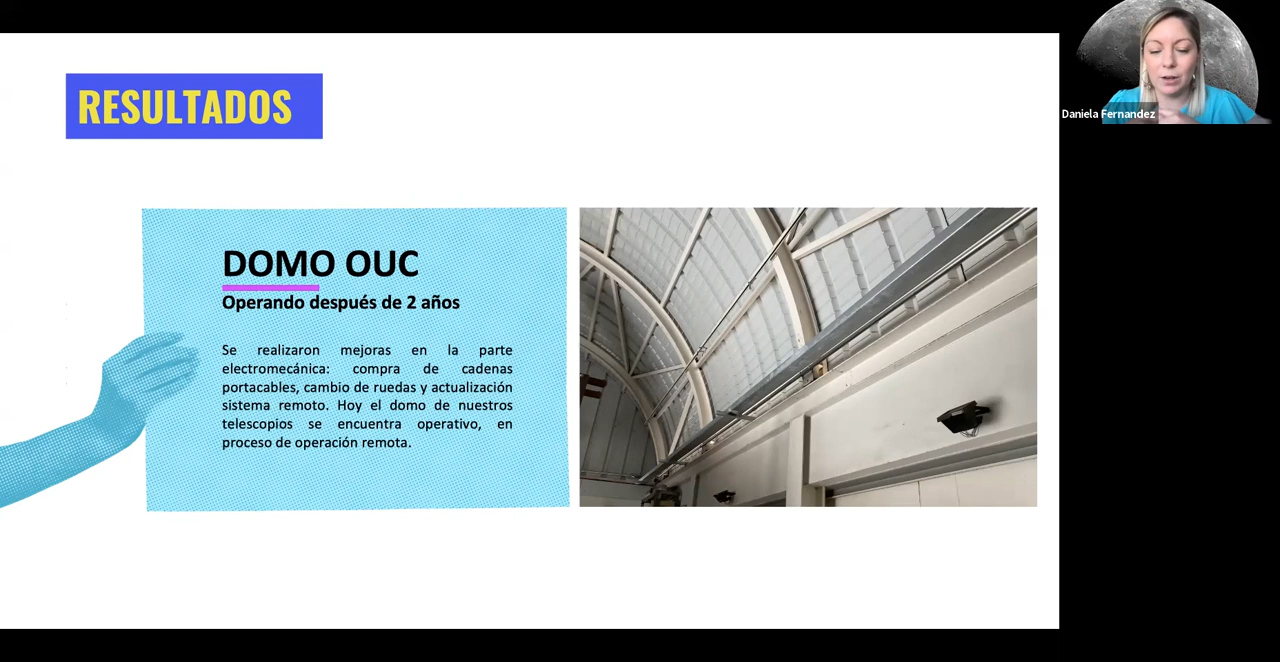 RESULTADOS
DOMO OUC
Operando después de 2 años
Se realizaron mejoras en la parte
electromecánica: compra de cadenas
portacables, cambio de ruedas y actualización
sistema remoto. Hoy el domo de nuestros
telescopios se encuentra operativo, en
proceso de operación remota.
Daniela Fernandez